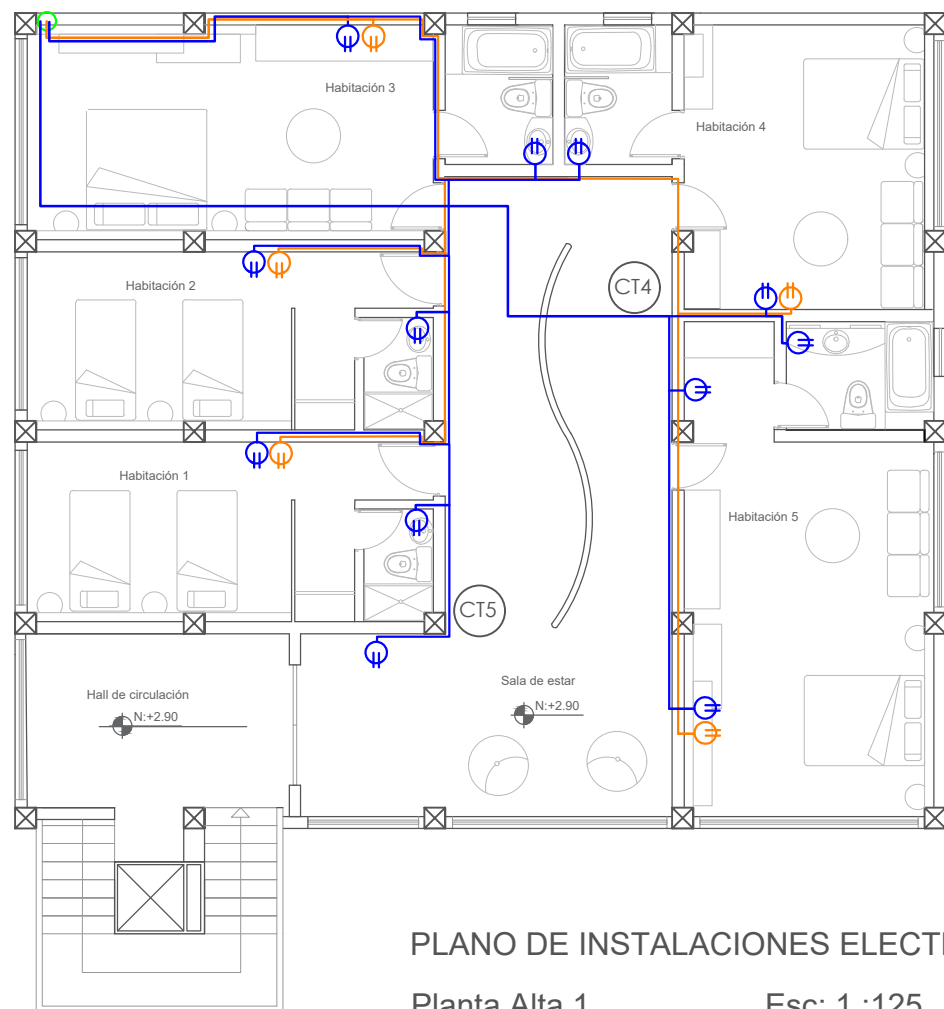 Habitación 3
Habitación 4
Habitación 2
CT4
Habitación 1
Habitación 5
CT5
Sala de estar
N:+2.90
Hall de circulación
N:+2.90
PLANO DE INSTALACIONES
Planta Alta 1
Esc: 1 :125